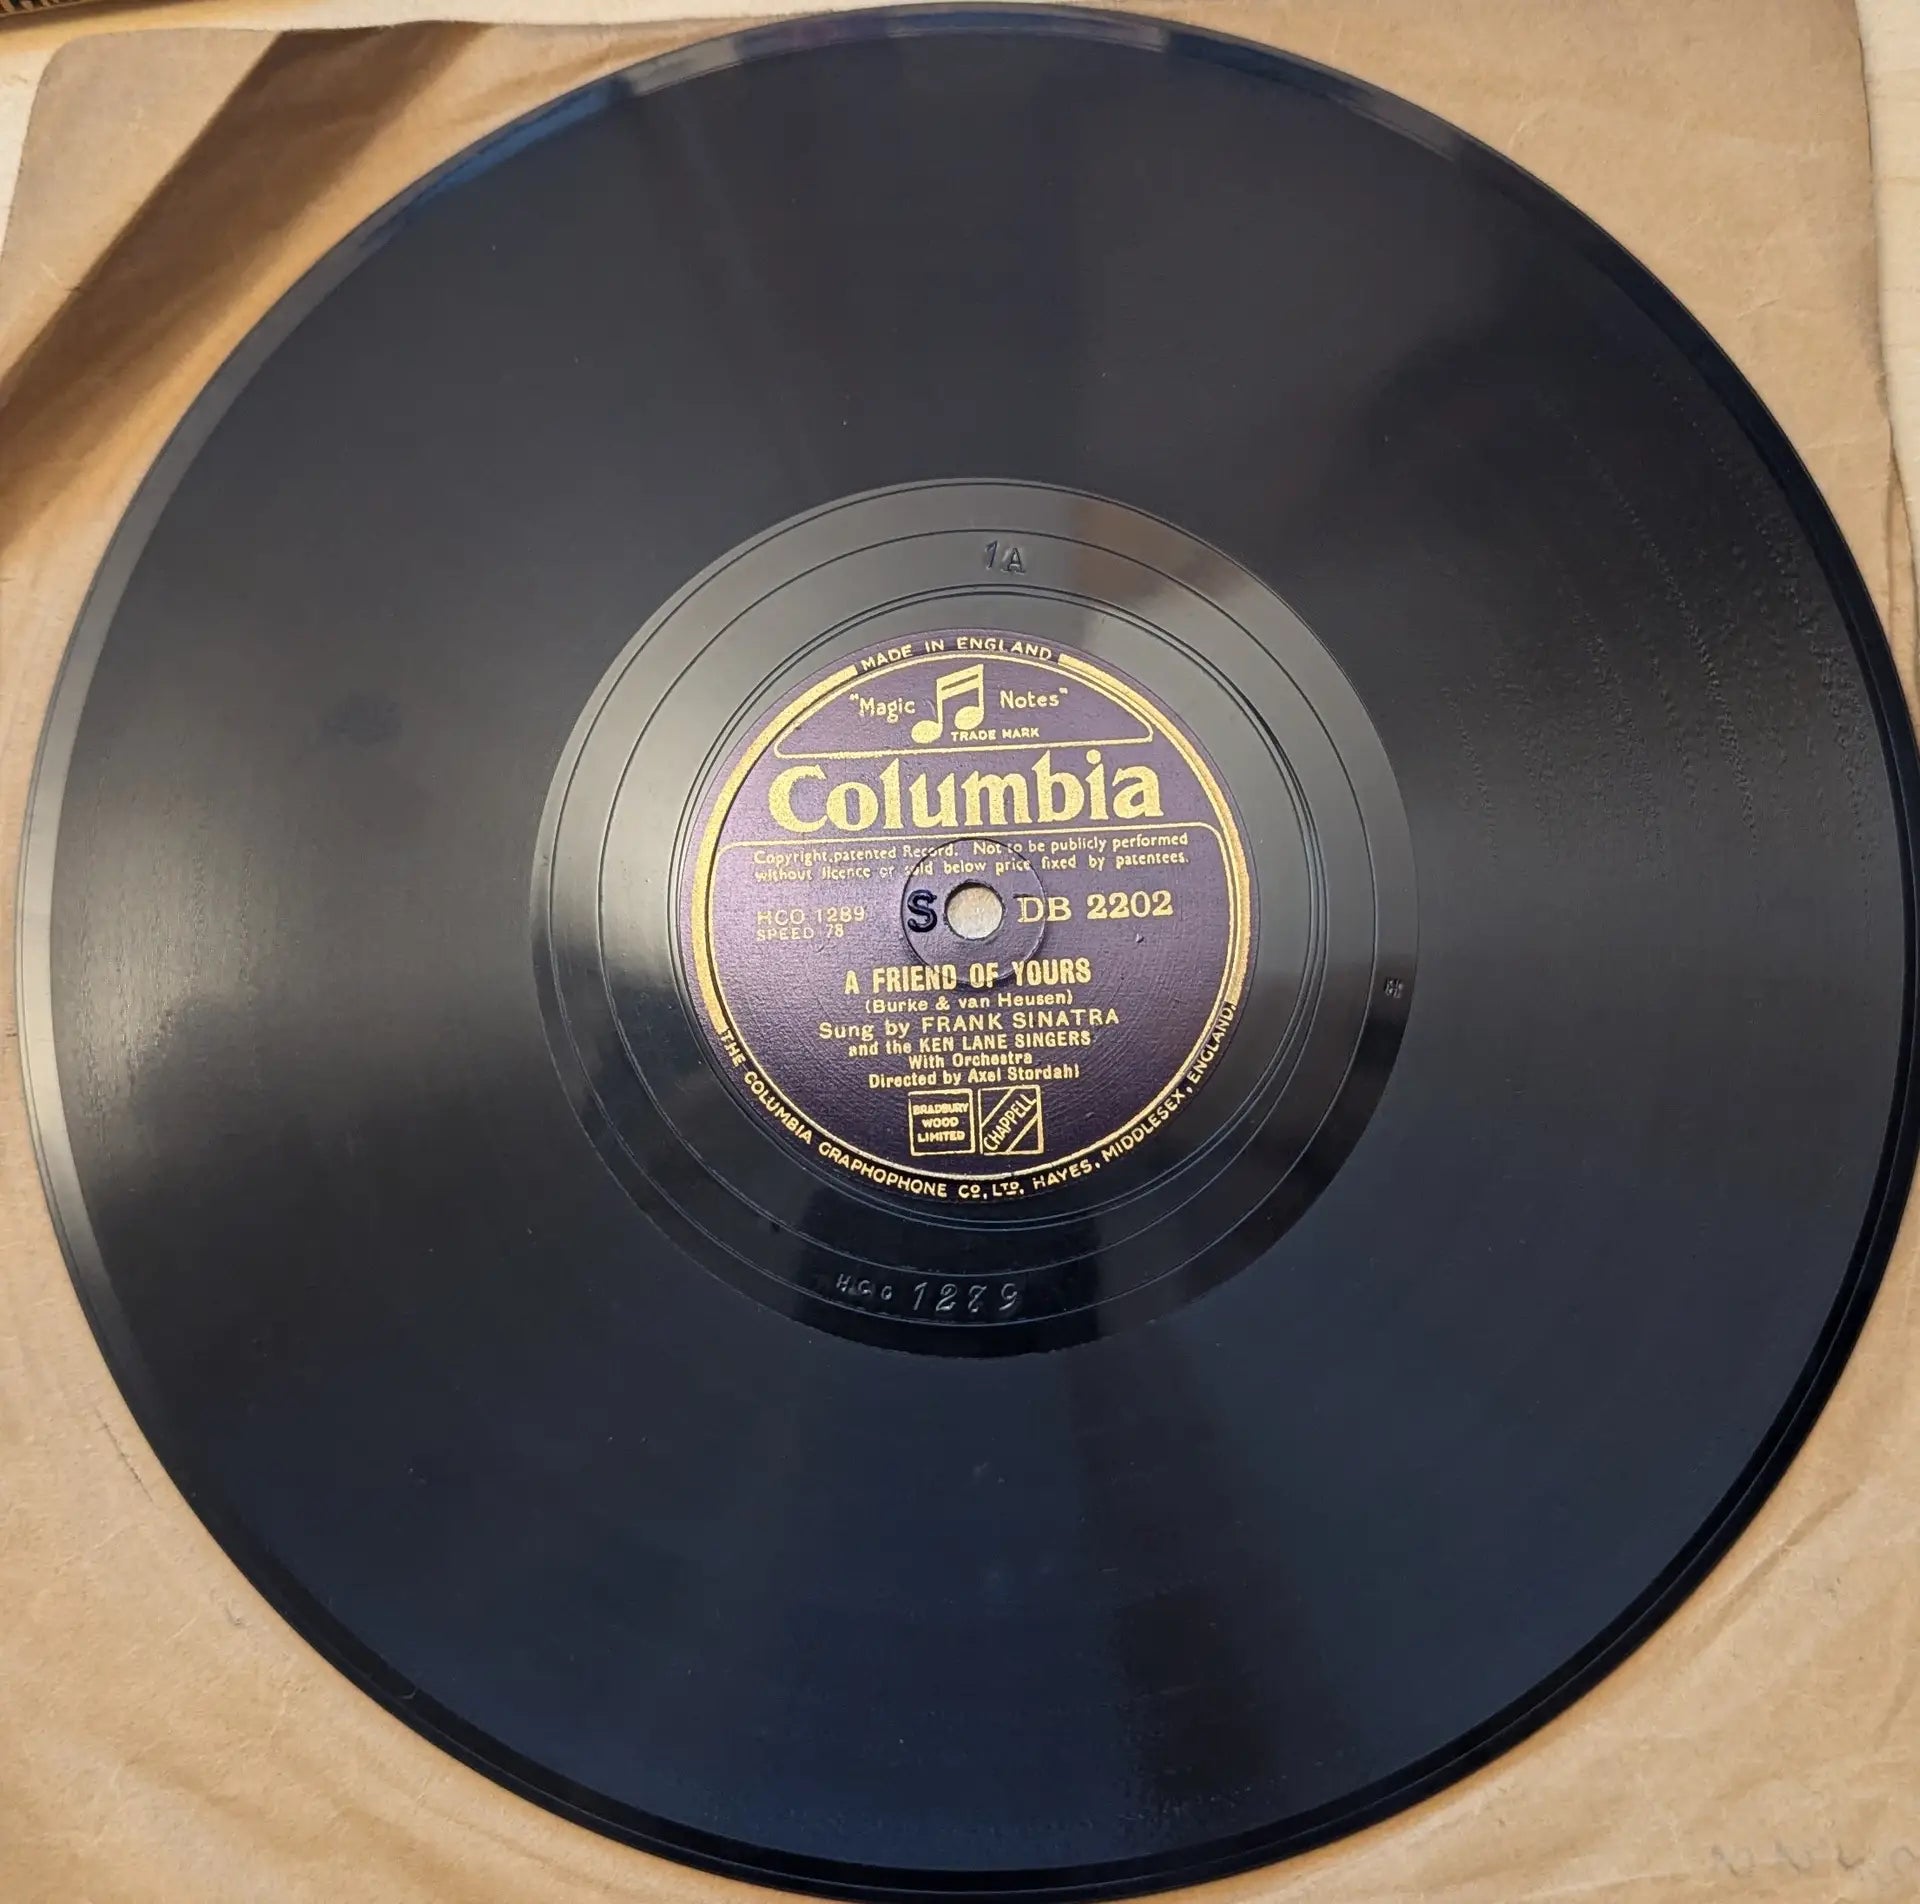 1A
MADE IN ENGLAND
"Magic Notes"
TRADE MARK
Columbia
Copyright.patented Record. Not to be publicly performed
without licence or sold below price fixed by patentees.
HCO 1289 S DB 2202
SPEED 78
A FRIEND OF YOURS
(Burke & van Heusen)
Sung by FRANK SINATRA
and the KEN LANE SINGERS
With Orchestra
Directed by Axel Stordahl
BRADBURY
WOOD
LIMITED
CHAPPELL
THE COLUMBIA GRAPHOPHONE Co, LTD, HAYES, MIDDLESEX, ENGLAND.
HCO 1289